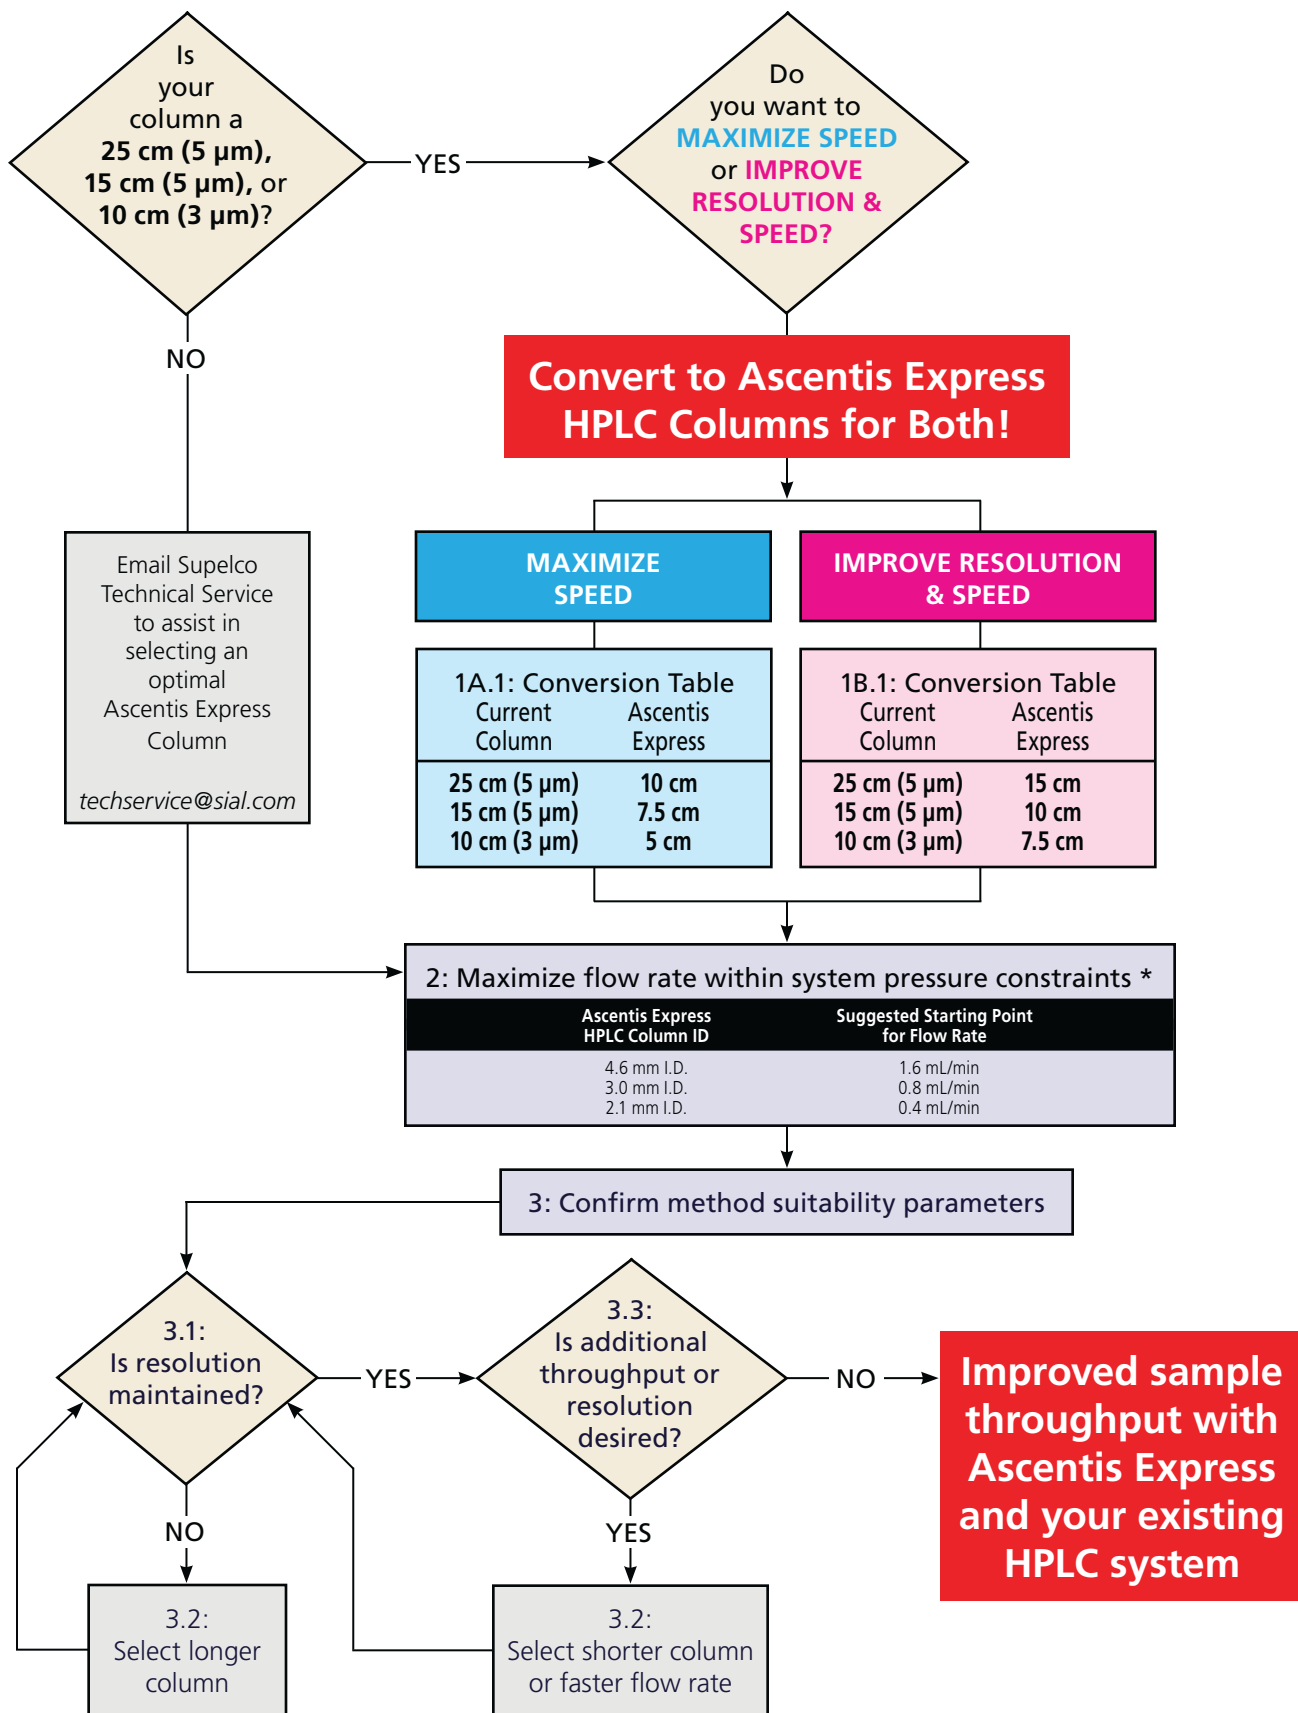 Is
your
column a
25 cm (5 µm),
15 cm (5 µm), or
10 cm (3 µm)?
YES
Do
you want to
MAXIMIZE SPEED
or IMPROVE
RESOLUTION &
SPEED?
NO
Convert to Ascentis Express
HPLC Columns for Both!
Email Supelco
Technical Service
to assist in
selecting an
optimal
Ascentis Express
Column
techservice@sial.com
MAXIMIZE
SPEED
1A.1: Conversion Table
Current Ascentis
Column Express
25 cm (5 µm) 10 cm
15 cm (5 µm) 7.5 cm
10 cm (3 µm) 5 cm
IMPROVE RESOLUTION
& SPEED
1B.1: Conversion Table
Current Ascentis
Column Express
25 cm (5 µm) 15 cm
15 cm (5 µm) 10 cm
10 cm (3 µm) 7.5 cm
2: Maximize flow rate within system pressure constraints *
Ascentis Express Suggested Starting Point
HPLC Column ID for Flow Rate
4.6 mm I.D. 1.6 mL/min
3.0 mm I.D. 0.8 mL/min
2.1 mm I.D. 0.4 mL/min
3: Confirm method suitability parameters
3.1:
Is resolution
maintained?
YES
3.3:
Is additional
throughput or
resolution
desired?
NO
Improved sample
throughput with
Ascentis Express
and your existing
HPLC system
NO
YES
3.2:
Select longer
column
3.2:
Select shorter column
or faster flow rate